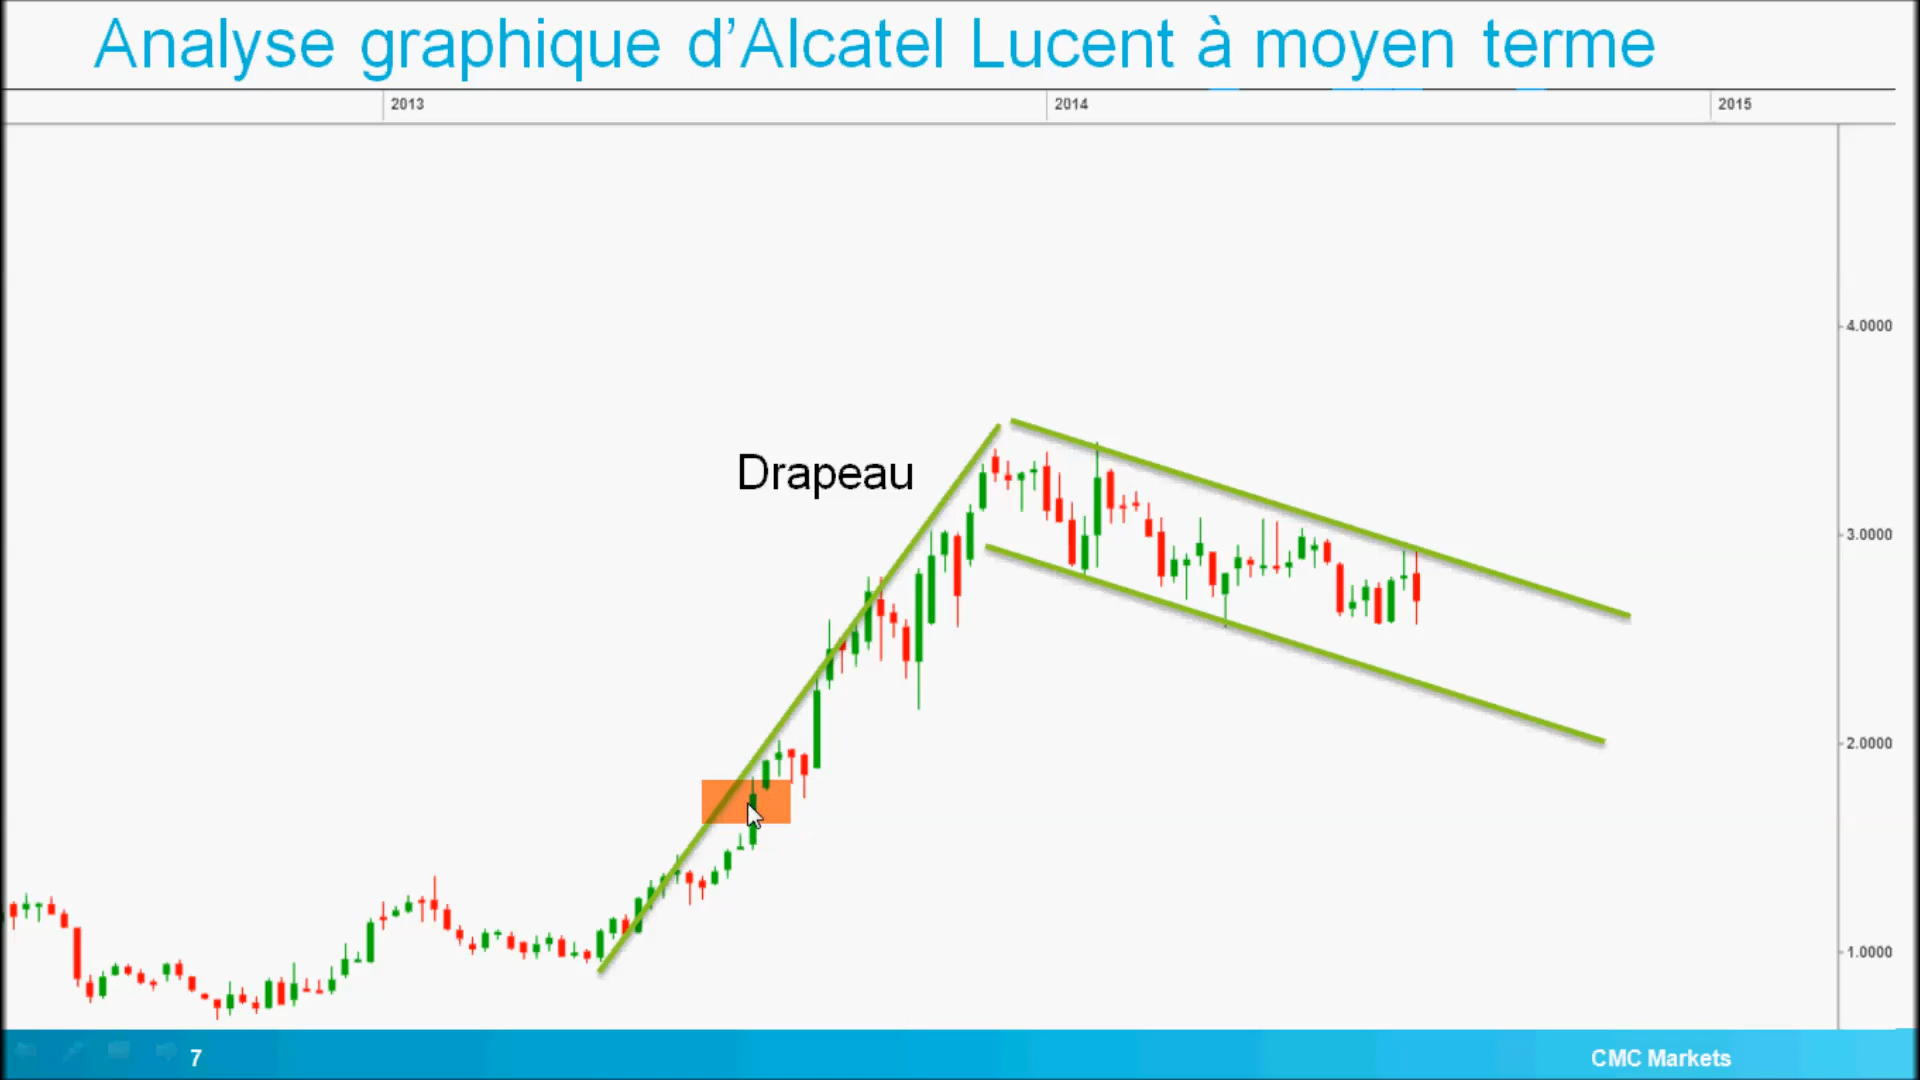 Analyse graphique d’Alcatel Lucent à moyen terme
2013 2014 2015
4.0000
Drapeau
3.0000
2.0000
1.0000
7 CMC Markets